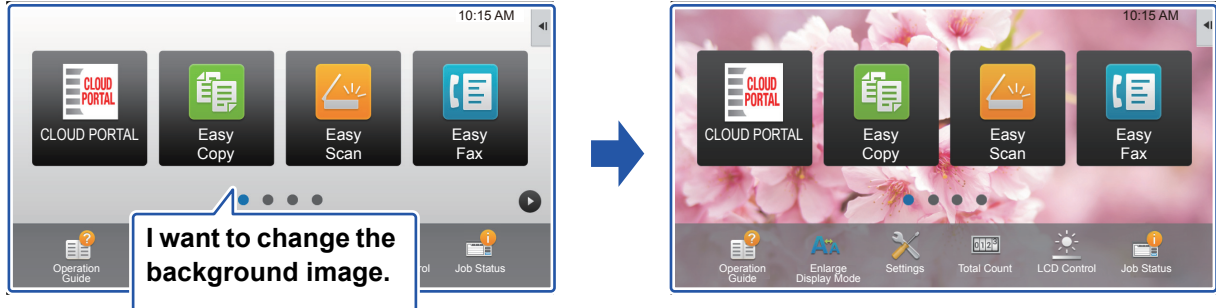 10:15 AM
CLOUD
PORTAL
CLOUD PORTAL
Easy
Copy
Easy
Scan
Easy
Fax
I want to change the
background image.
Operation
Guide
rol
Job Status
10:15 AM
CLOUD
PORTAL
CLOUD PORTAL
Easy
Copy
Easy
Scan
Easy
Fax
Operation
Guide
Enlarge
Display Mode
Settings
Total Count
LCD Control
Job Status